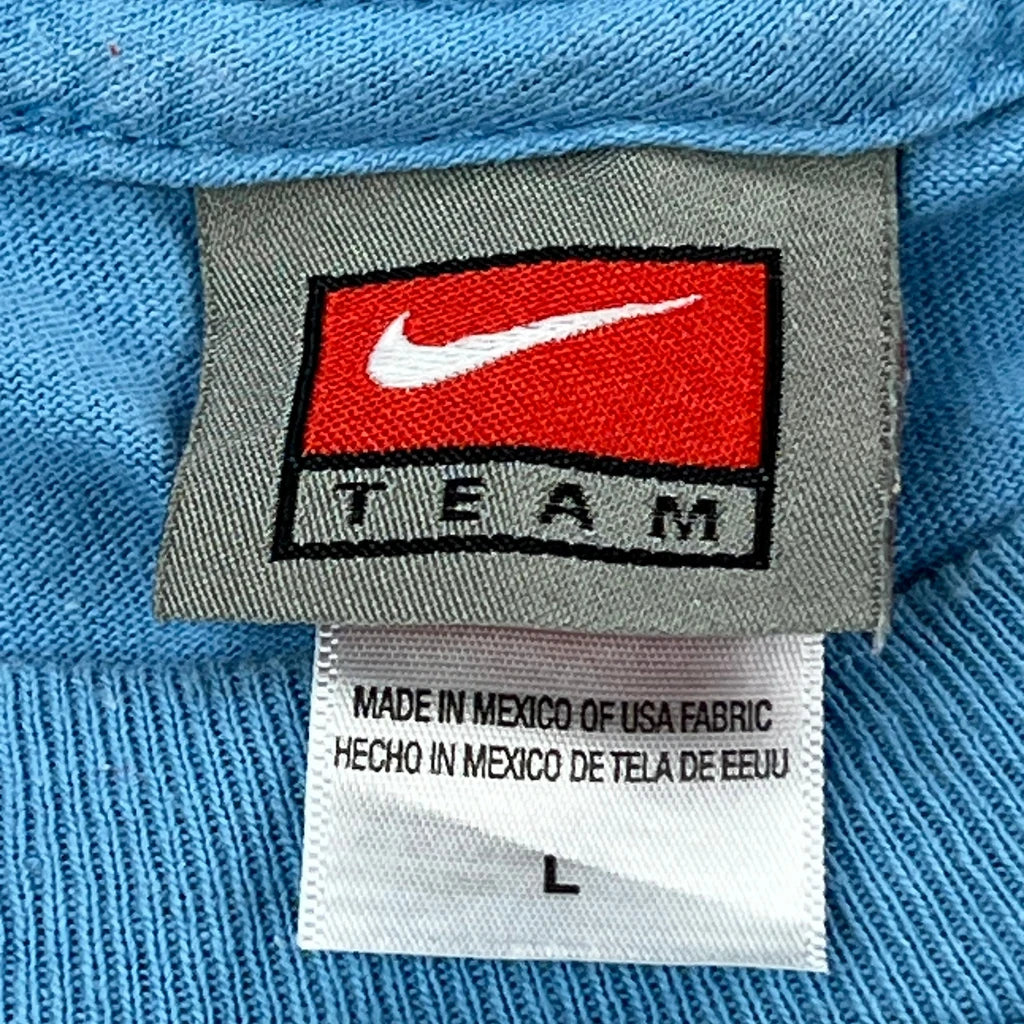 TEAM
MADE IN MEXICO OF USA FABRIC
HECHO IN MEXICO DE TELA DE EEUU
L